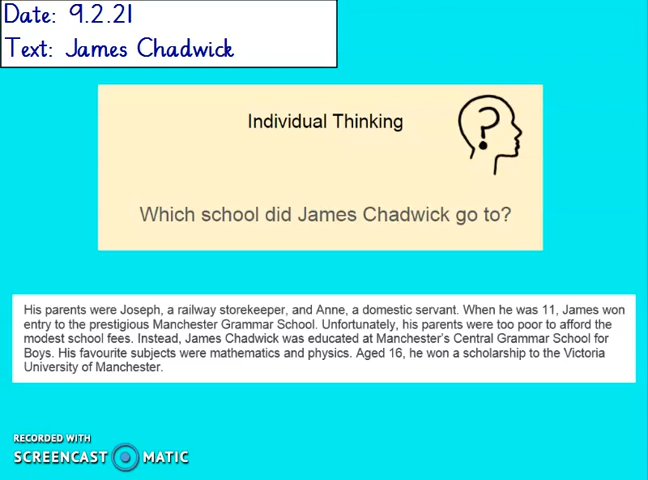 Date: 9.2.21
Text: James Chadwick
Individual Thinking
?
Which school did James Chadwick go to?
His parents were Joseph, a railway storekeeper, and Anne, a domestic servant. When he was 11, James won
entry to the prestigious Manchester Grammar School. Unfortunately, his parents were too poor to afford the
modest school fees. Instead, James Chadwick was educated at Manchester's Central Grammar School for
Boys. His favourite subjects were mathematics and physics. Aged 16, he won a scholarship to the Victoria
University of Manchester.
RECORDED WITH
SCREENCAST MATIC